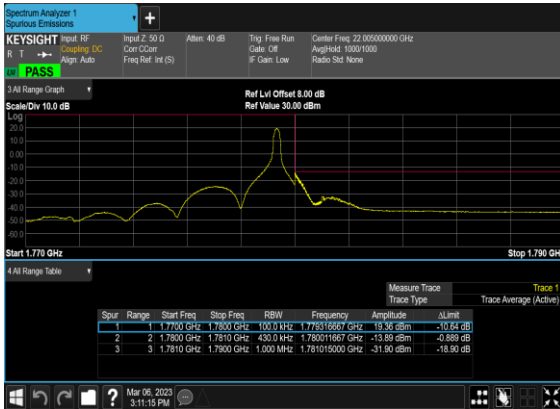 Spectrum Analyzer 1
Spurious Emissions
+
KEYSIGHT Input: RF Input Z: 50 Ω Atten: 40 dB Trig: Free Run Center Freq: 22.005000000 GHz
R T Coupling: DC Corr CCorr Gate: Off Avg|Hold: 1000/1000
Align: Auto Freq Ref: Int (S) IF Gain: Low Radio Std: None
PASS
3 All Range Graph
Ref Lvl Offset 8.00 dB
Scale/Div 10.0 dB Ref Value 30.00 dBm
Log
20.0
10.0
0.00
-10.0
-20.0
-30.0
-40.0
-50.0
-60.0
Start 1.770 GHz Stop 1.790 GH
4 All Range Table
Measure Trace Trace 1
Trace Type Trace Average (Active)
Spur Range Start Freq Stop Freq RBW Frequency Amplitude ΔLimit
1 1 1.7700 GHz 1.7800 GHz 100.0 kHz 1.779316667 GHz 19.36 dBm -10.64 dB
2 2 1.7800 GHz 1.7810 GHz 430.0 kHz 1.780011667 GHz -13.89 dBm -0.889 dB
3 3 1.7810 GHz 1.7900 GHz 1.000 MHz 1.781015000 GHz -31.90 dBm -18.90 dB
? Mar 06, 2023
3:11:15 PM